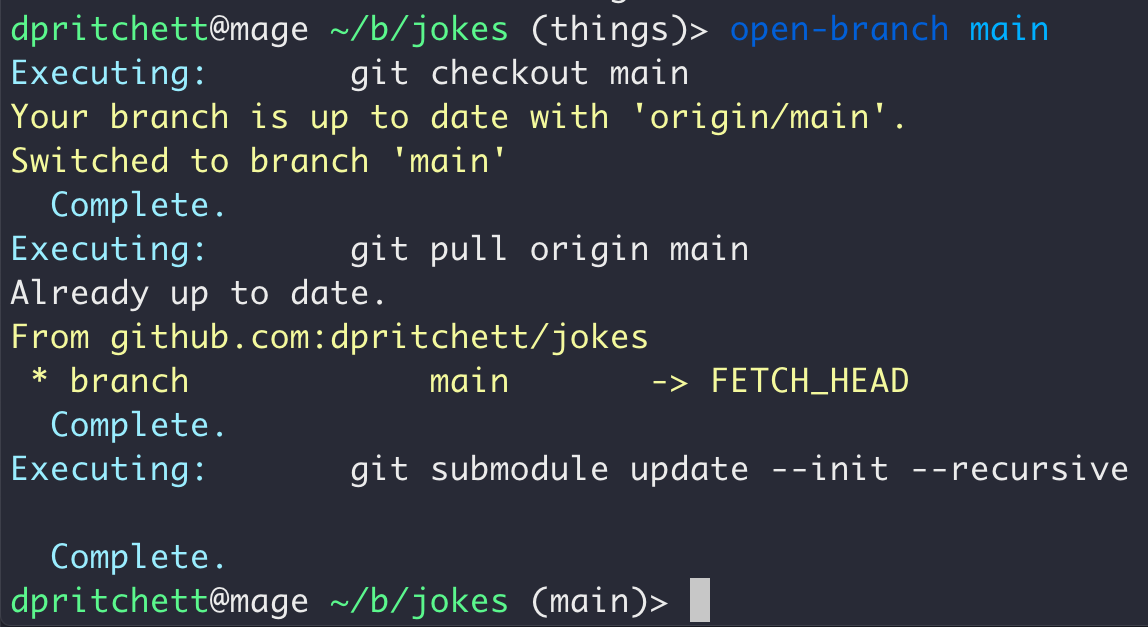 dpritchett@mage ~/b/jokes (things)> open-branch main
Executing:       git checkout main
Your branch is up to date with 'origin/main'.
Switched to branch 'main'
  Complete.
Executing:       git pull origin main
Already up to date.
From github.com:dpritchett/jokes
 * branch            main       -> FETCH_HEAD
  Complete.
Executing:       git submodule update --init --recursive

  Complete.
dpritchett@mage ~/b/jokes (main)>